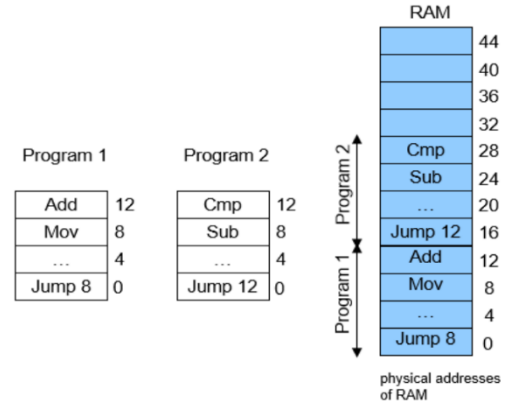 Program 1
Add 12
Mov 8
... 4
Jump 8 0
Program 2
Cmp 12
Sub 8
... 4
Jump 12 0
RAM
44
40
36
32
Program 2
Cmp 28
Sub 24
... 20
Jump 12 16
Program 1
Add 12
Mov 8
... 4
Jump 8 0
physical addresses
of RAM